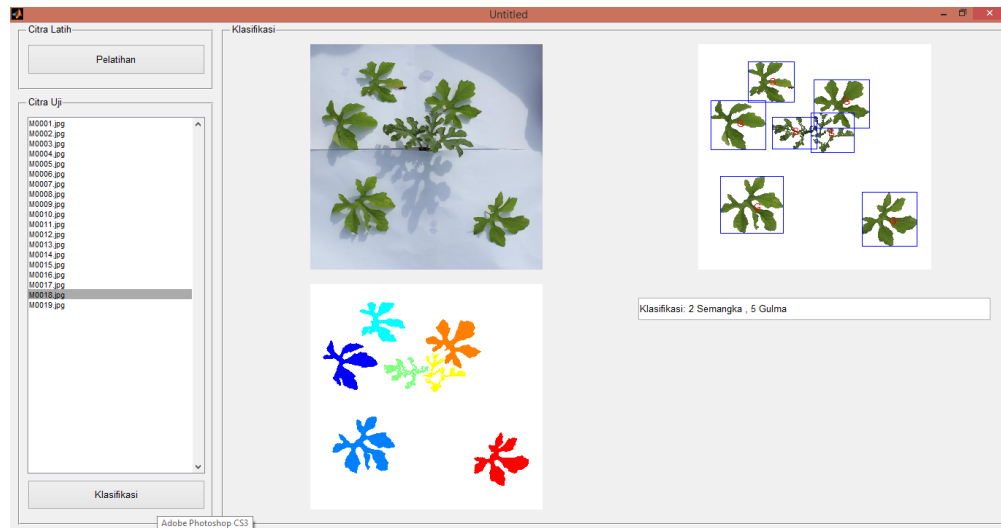 Untitled
Citra Latih
Pelatihan
Citra Uji
M0001.jpg
M0002.jpg
M0003.jpg
M0004.jpg
M0005.jpg
M0006.jpg
M0007.jpg
M0008.jpg
M0009.jpg
M0010.jpg
M0011.jpg
M0012.jpg
M0013.jpg
M0014.jpg
M0015.jpg
M0016.jpg
M0017.jpg
M0018.jpg
M0019.jpg
Klasifikasi
Adobe Photoshop CS3
Klasifikasi
G
G
G
S
S
G
Klasifikasi: 2 Semangka , 5 Gulma